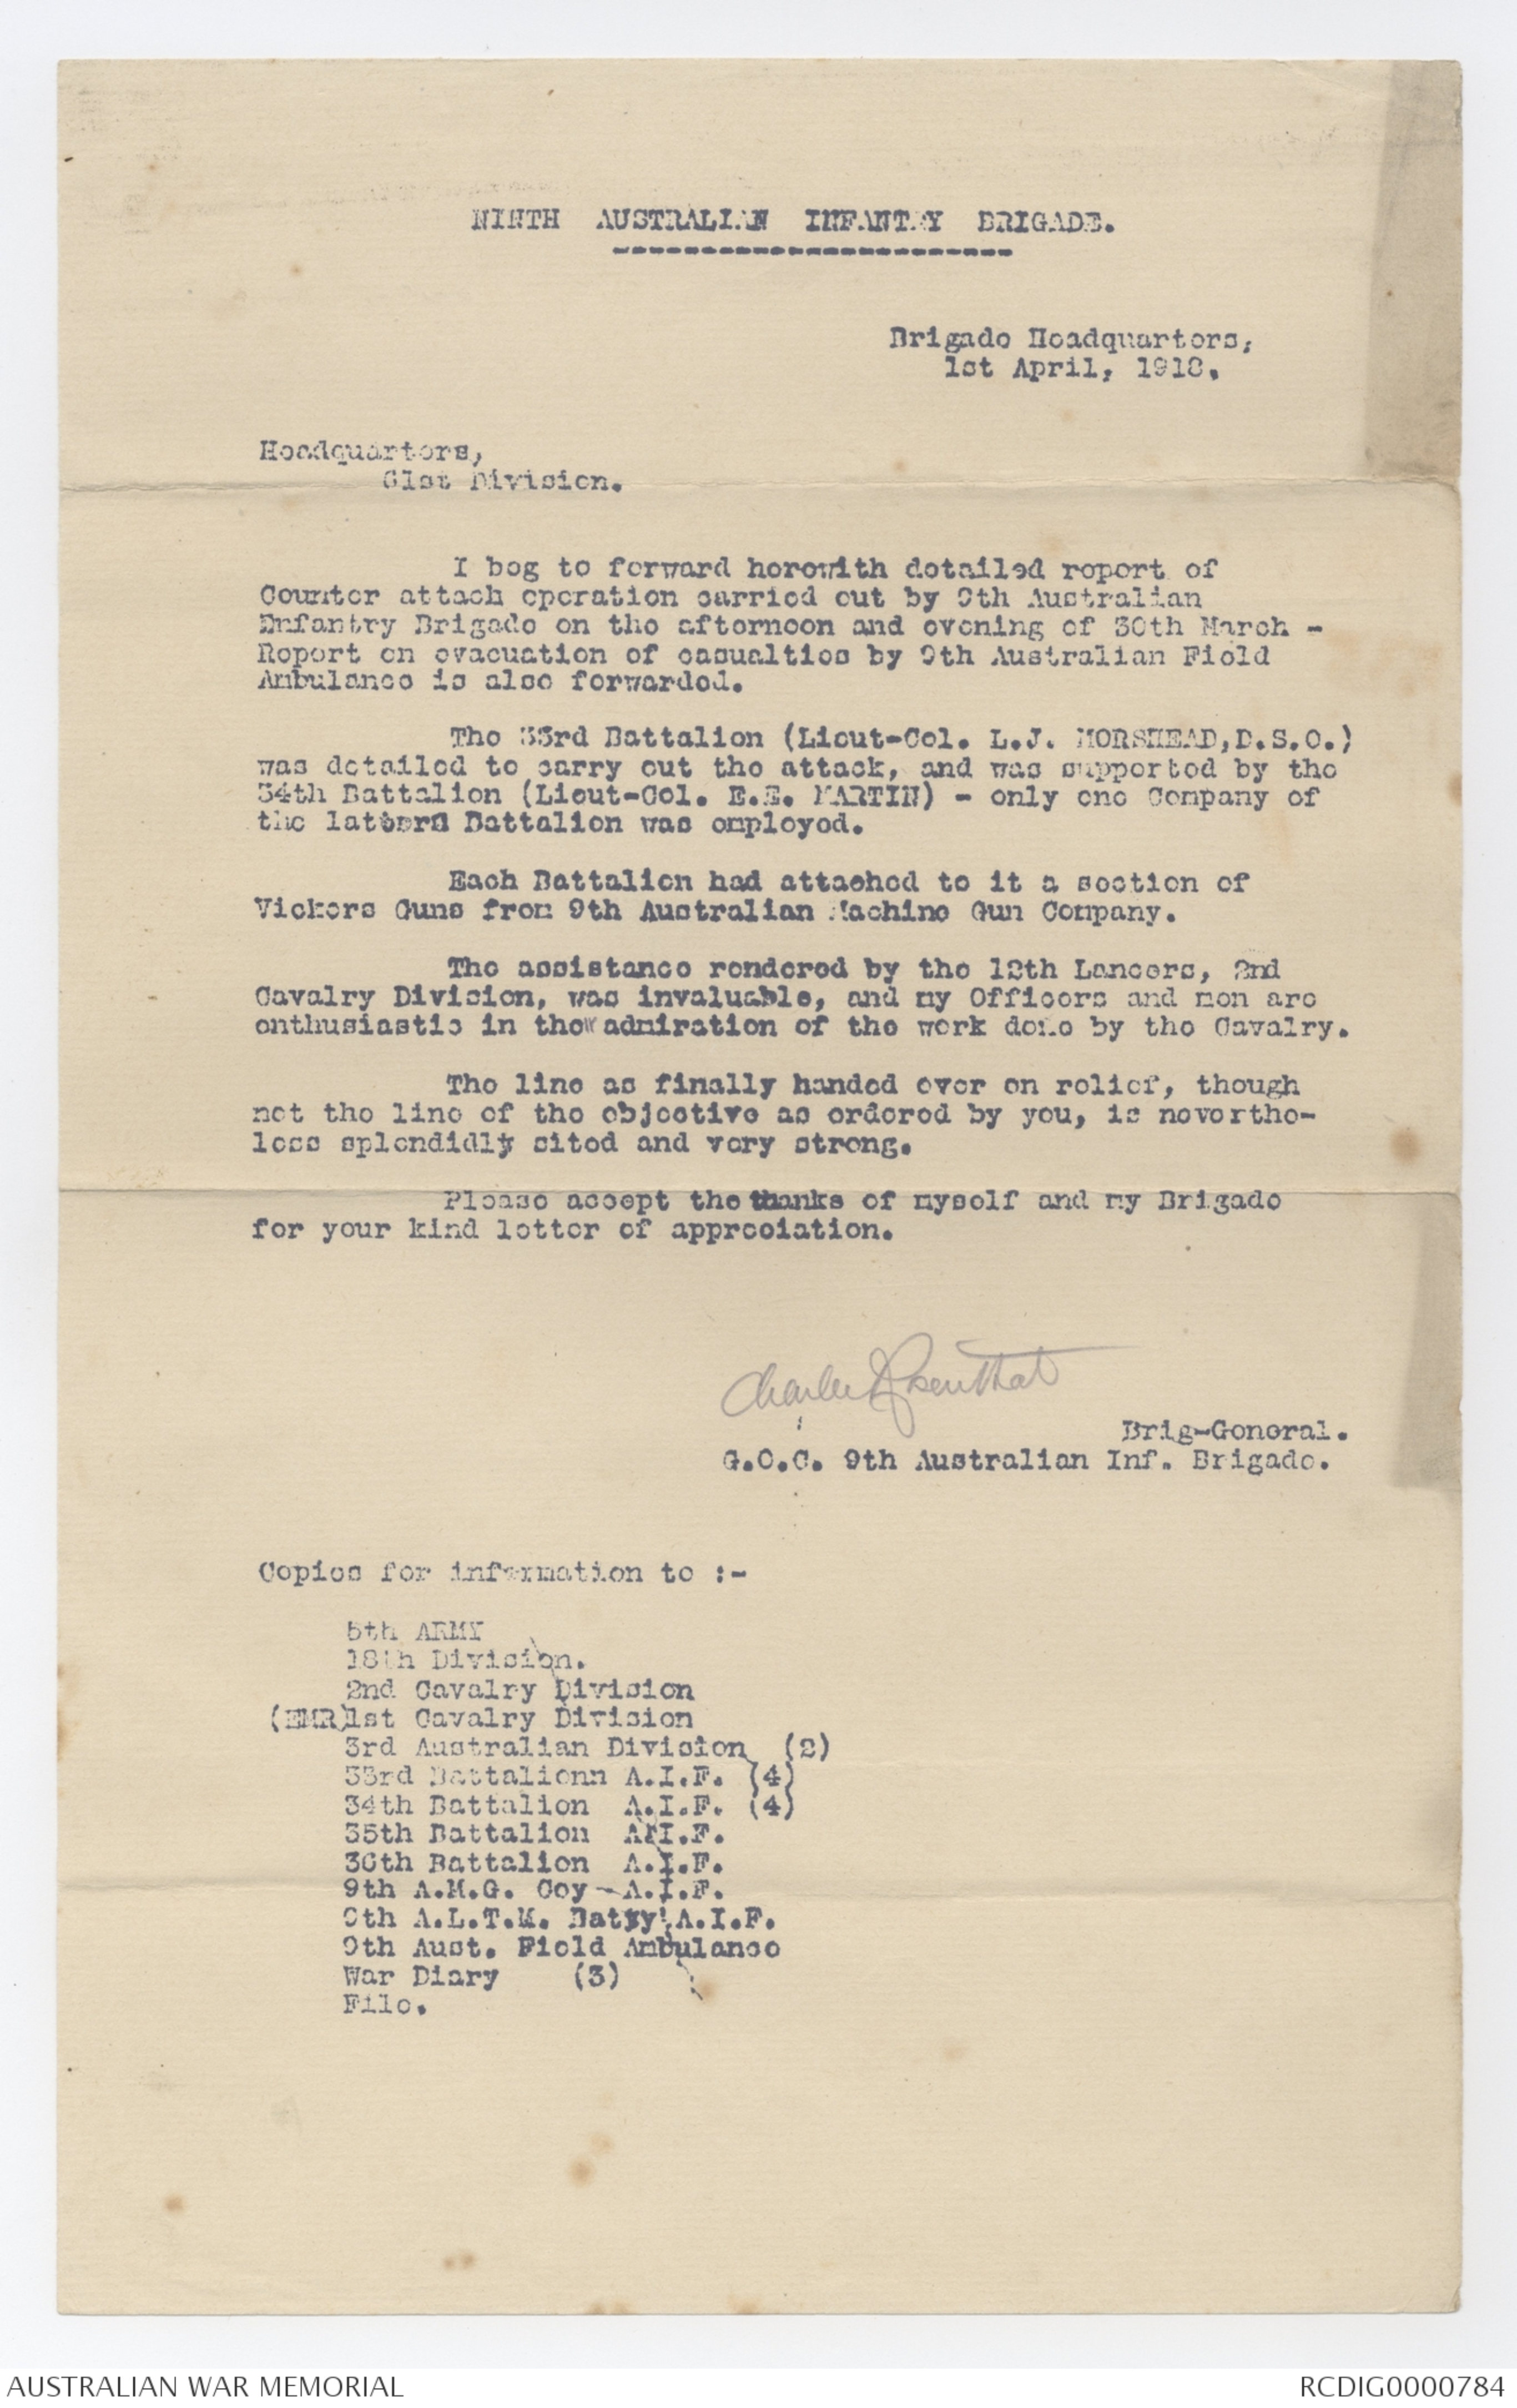 NINTH AUSTRALIAN INFANTRY BRIGADE.
Brigade Headquarters,
1st April, 1918.
Headquarters,
61st Division.
I beg to forward herewith detailed report of
Counter attach operation carried out by 9th Australian
Infantry Brigade on the afternoon and evening of 30th March -
Report on evacuation of casualties by 9th Australian Field
Ambulance is also forwarded.
The 33rd Battalion (Lieut-Col. L.J. MORSHEAD, D.S.O.)
was detailed to carry out the attack, and was supported by the
34th Battalion (Lieut-Col. E.E. MARTIN) - only one Company of
the latter Battalion was employed.
Each Battalion had attached to it a section of
Vickers Guns from 9th Australian Machine Gun Company.
The assistance rendered by the 12th Lancers, 2nd
Cavalry Division, was invaluable, and my Officers and men are
enthusiastic in their admiration of the work done by the Cavalry.
The line as finally handed over on relief, though
not the line of the objective as ordered by you, is neverthe-
less splendidly sited and very strong.
Please accept the thanks of myself and my Brigade
for your kind letter of appreciation.
Charles Rosenthal
Brig-General.
G.O.C. 9th Australian Inf. Brigade.
Copies for information to :-
5th ARMY
18th Division.
2nd Cavalry Division
(EMR) 1st Cavalry Division
3rd Australian Division (2)
33rd Battalionn A.I.F. (4)
34th Battalion A.I.F. (4)
35th Battalion A.I.F.
36th Battalion A.I.F.
9th A.M.G. Coy - A.I.F.
9th A.L.T.M. Baty A.I.F.
9th Aust. Field Ambulance
War Diary (3)
File.
AUSTRALIAN WAR MEMORIAL
RCDIG0000784